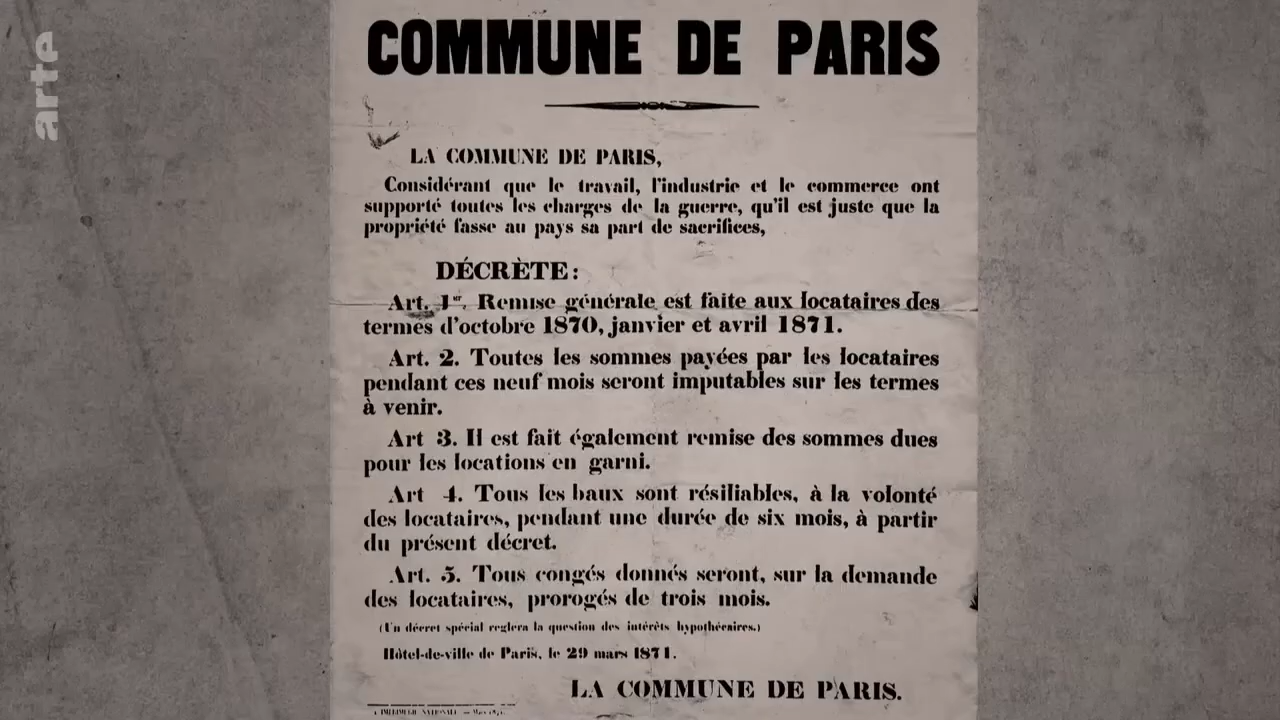 arte
COMMUNE DE PARIS
LA COMMUNE DE PARIS,
Considérant que le travail, l'industrie et le commerce ont
supporté toutes les charges de la guerre, qu'il est juste que la
propriété fasse au pays sa part de sacrifices,
DÉCRÈTE:
Art. 1er. Remise générale est faite aux locataires des
termes d'octobre 1870, janvier et avril 1871.
Art. 2. Toutes les sommes payées par les locataires
pendant ces neuf mois seront imputables sur les termes
à venir.
Art 3. Il est fait également remise des sommes dues
pour les locations en garni.
Art 4. Tous les baux sont résiliables, à la volonté
des locataires, pendant une durée de six mois, à partir
du présent décret.
Art. 5. Tous congés donnés seront, sur la demande
des locataires, prorogés de trois mois.
(Un décret spécial reglera la question des intérêts hypothécaires.)
Hôtel-de-ville de Paris, le 29 mars 1871.
LA COMMUNE DE PARIS.
IMPRIMERIE NATIONALE — Mars 1871